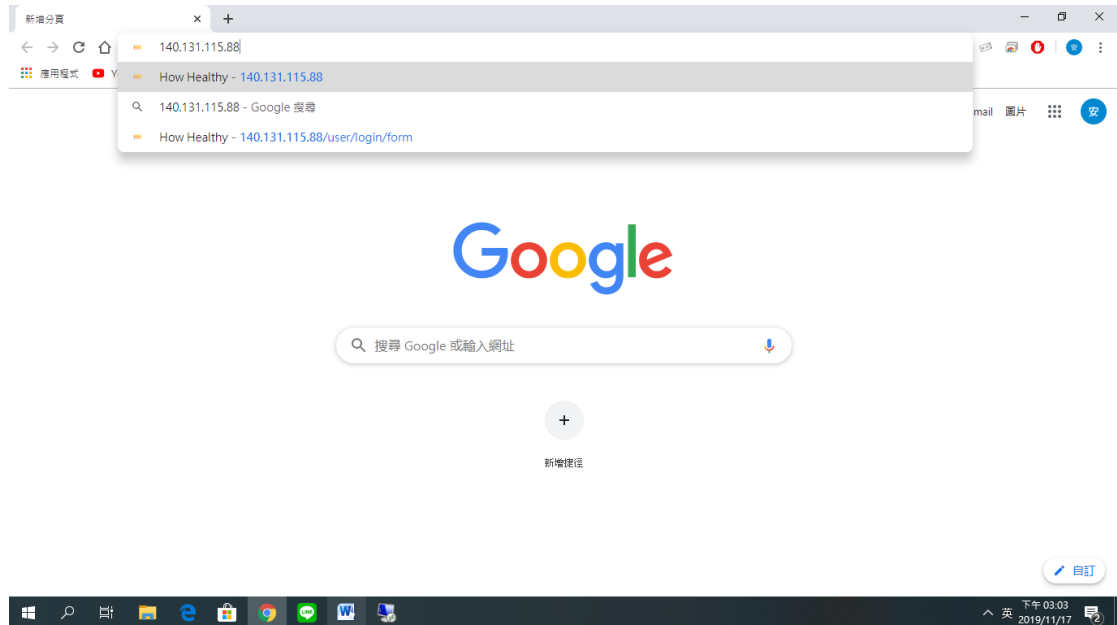 新增分頁
140.131.115.88
應用程式 Y
How Healthy - 140.131.115.88
140.131.115.88 - Google 搜尋
How Healthy - 140.131.115.88/user/login/form
mail 圖片 安
Google
搜尋 Google 或輸入網址
新增捷徑
自訂
英 下午 03:03
2019/11/17